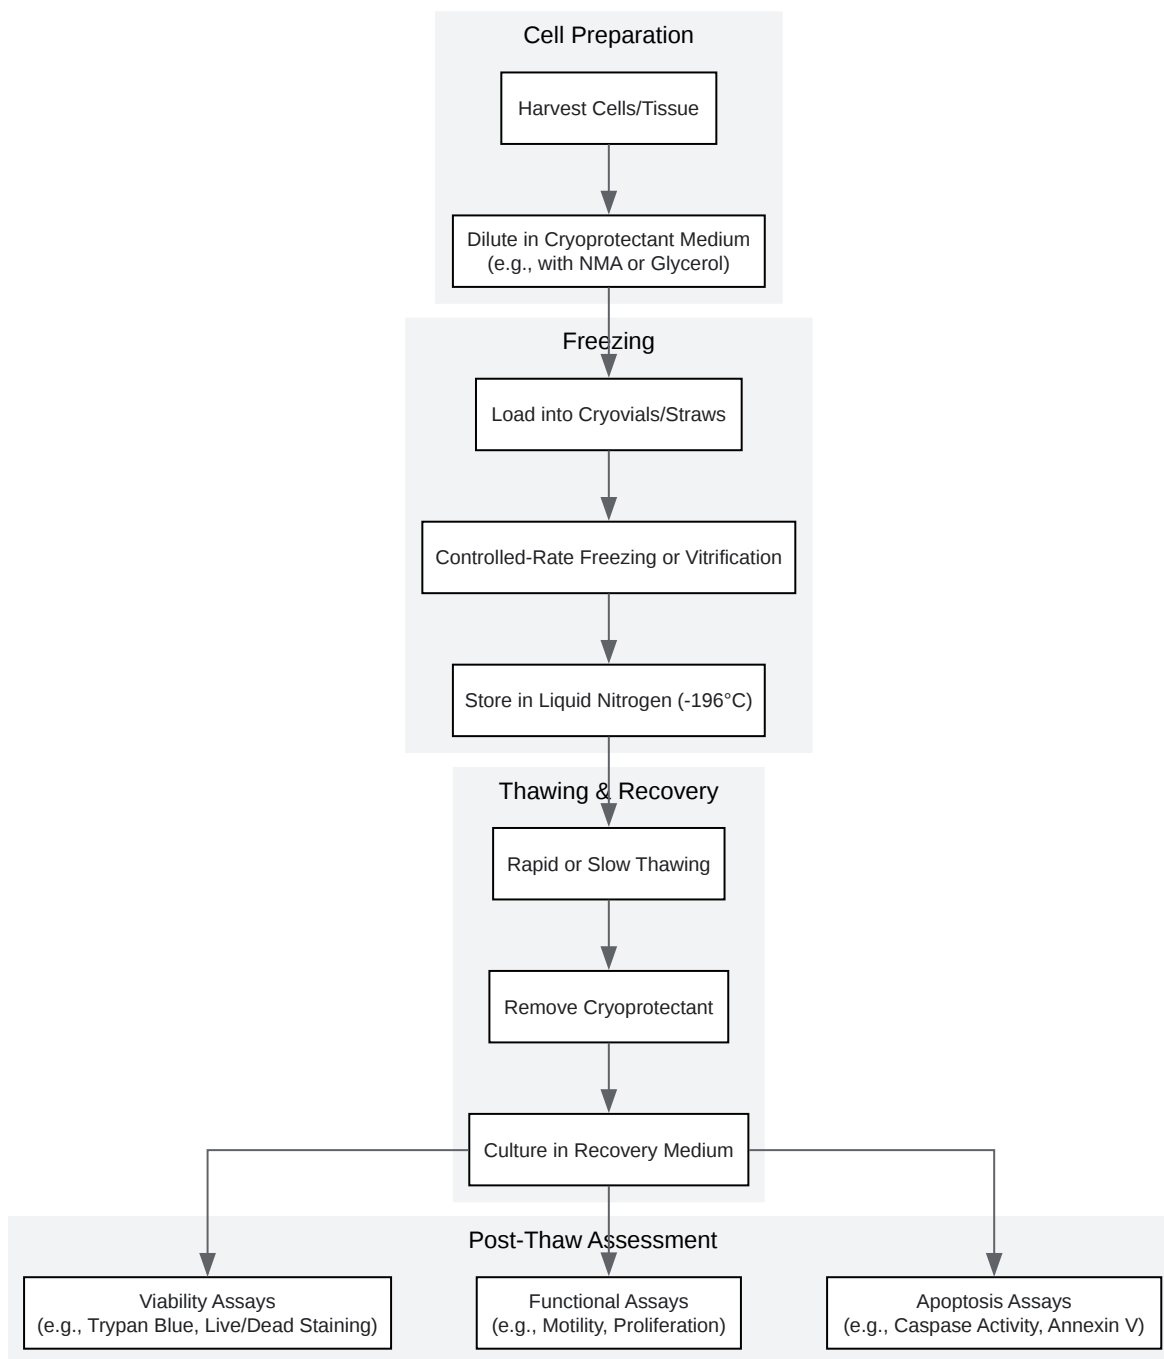 Cell Preparation
Harvest Cells/Tissue
Dilute in Cryoprotectant Medium
(e.g., with NMA or Glycerol)
Freezing
Load into Cryovials/Straws
Controlled-Rate Freezing or Vitrification
Store in Liquid Nitrogen (-196°C)
Thawing & Recovery
Rapid or Slow Thawing
Remove Cryoprotectant
Culture in Recovery Medium
Post-Thaw Assessment
Viability Assays
(e.g., Trypan Blue, Live/Dead Staining)
Functional Assays
(e.g., Motility, Proliferation)
Apoptosis Assays
(e.g., Caspase Activity, Annexin V)